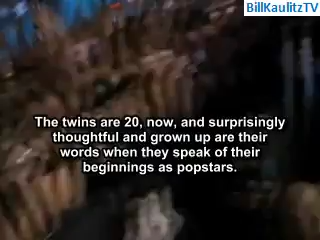 BillKaulitzTV
The twins are 20, now, and surprisingly
thoughtful and grown up are their
words when they speak of their
beginnings as popstars.